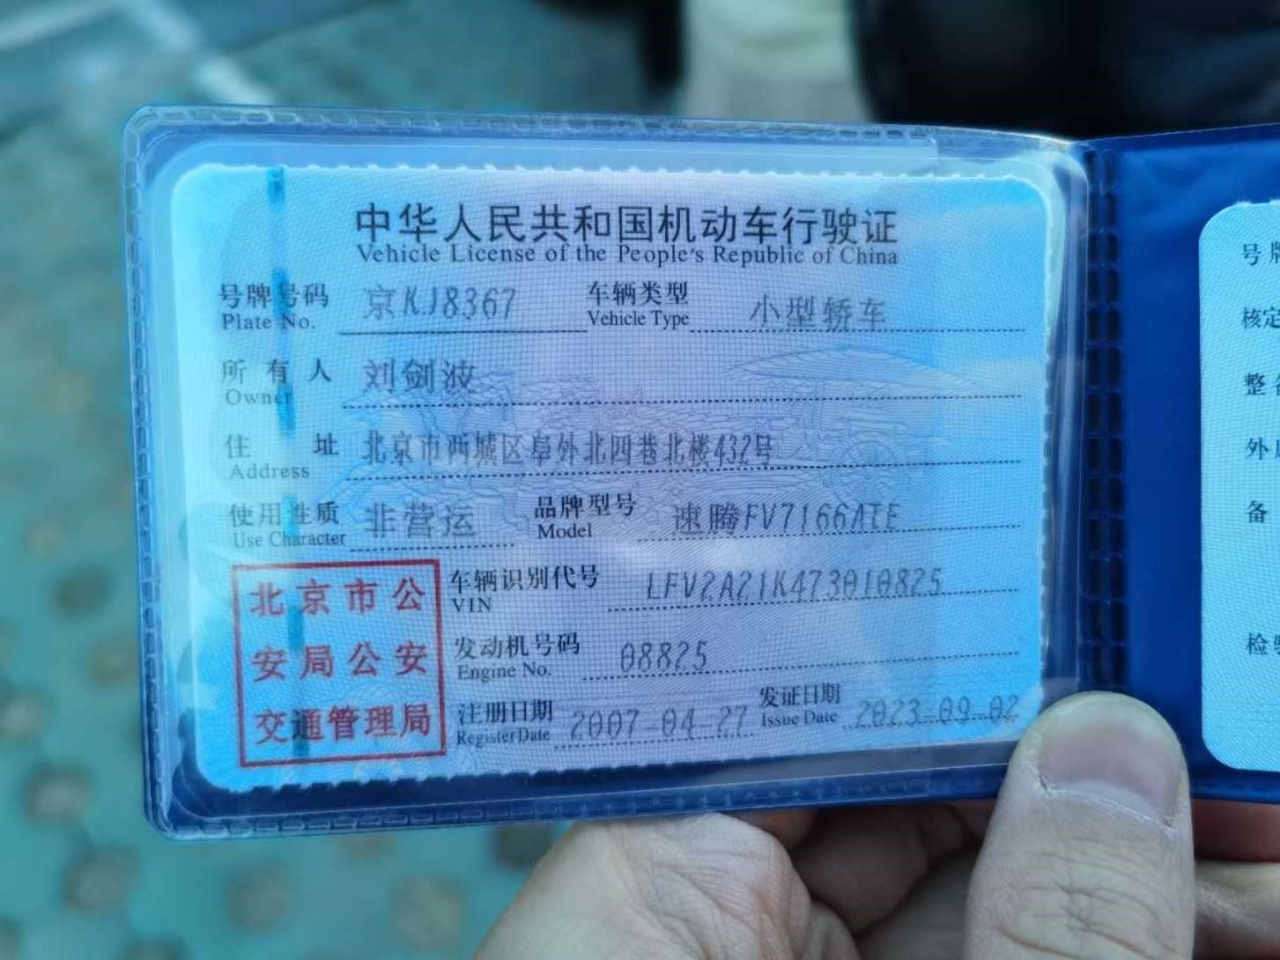 中华人民共和国机动车行驶证
Vehicle License of the People's Republic of China
号牌号码 京KJ8367 车辆类型 小型轿车
Plate No. Vehicle Type
所有人 刘剑波
Owner
住址 北京市西城区阜外北四巷北楼432号
Address
使用性质 非营运 品牌型号 速腾FV7166ATE
Use Character Model
北京市公
安局公安
交通管理局
车辆识别代号 LFV2A21K473010825
VIN
发动机号码 08825
Engine No.
注册日期 2007-04-27 发证日期 2023-09-02
Register Date Issue Date
号牌
核定
整
外
备
检验